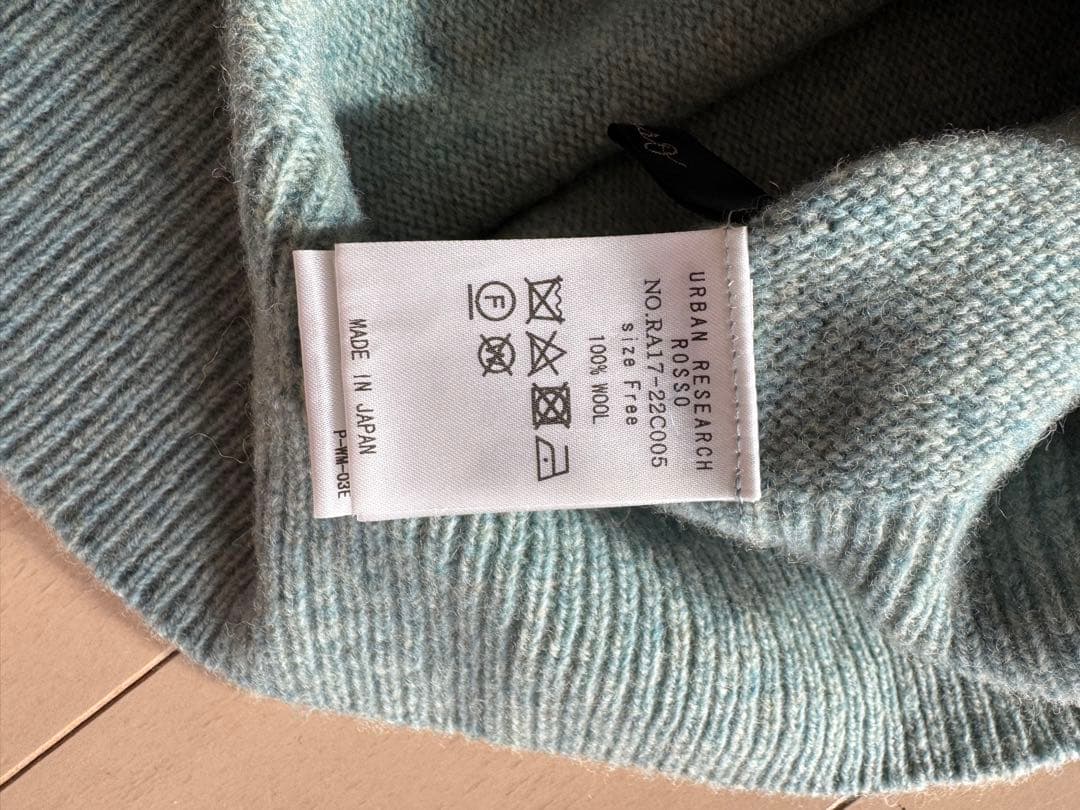 URBAN RESEARCH
ROSSO
NO.RA17-22C005
size Free
100% WOOL
F
W
MADE IN JAPAN
P-WM-03E